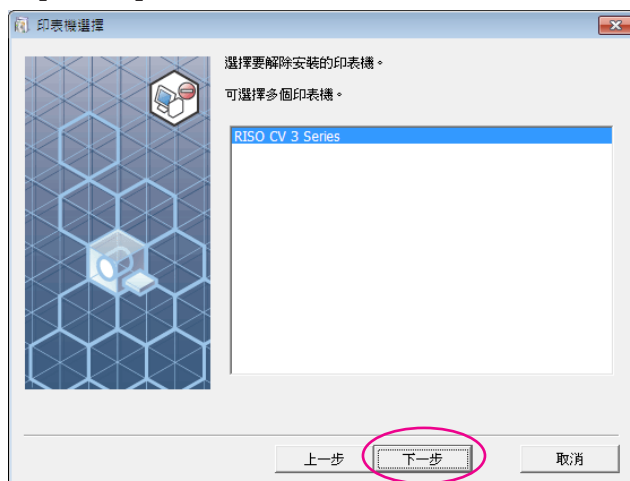 印表機選擇
選擇要解除安裝的印表機。
可選擇多個印表機。
RISO CV 3 Series
上一步
下一步
取消